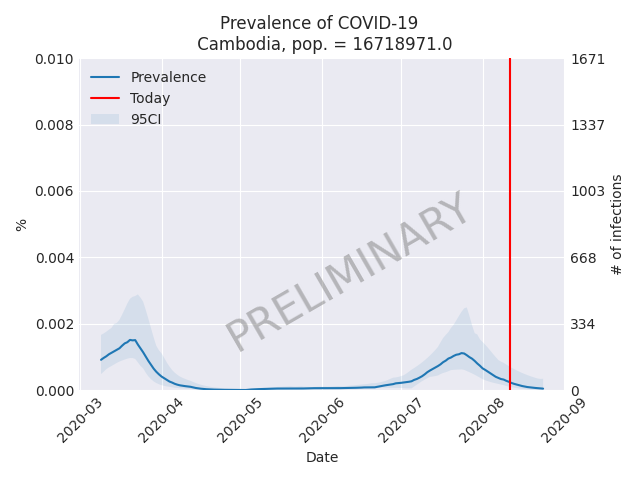 Prevalence of COVID-19
Cambodia, pop. = 16718971.0
Prevalence
Today
95CI
PRELIMINARY
%
0.010
0.008
0.006
0.004
0.002
0.000
1671
1337
1003
668
334
0
# of infections
2020-03
2020-04
2020-05
2020-06
2020-07
2020-08
2020-09
Date